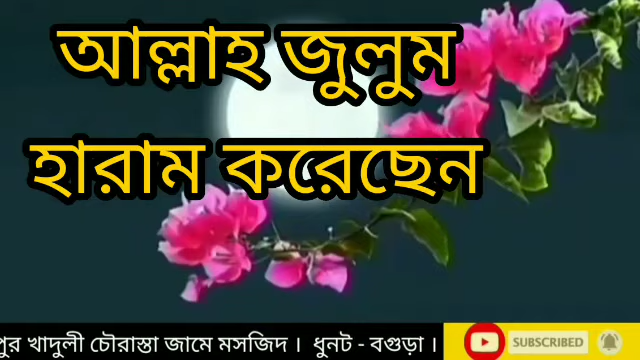 আল্লাহ জুলুম
হারাম করেছেন
খাদুলী চৌরাস্তা জামে মসজিদ । ধুনট - বগুড়া ।
SUBSCRIBED